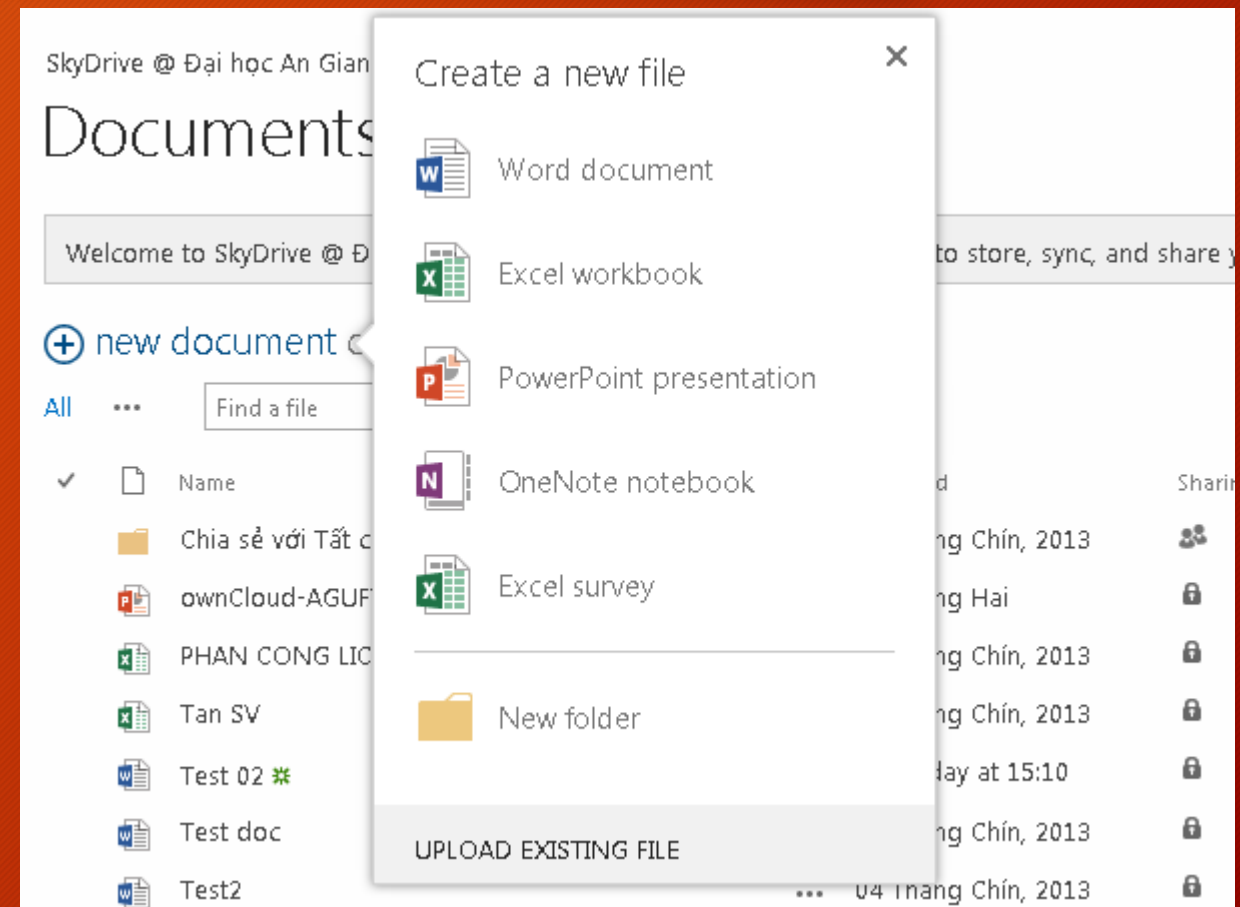 SkyDrive @ Đại học An Gian
Documents
Welcome to SkyDrive @ Đ
to store, sync, and share
new document
All ••• Find a file
Name
Sharin
Chia sẻ với Tất c
ng Chín, 2013
ownCloud-AGUF
ng Hai
PHAN CONG LIC
ng Chín, 2013
Tan SV
ng Chín, 2013
Test 02
day at 15:10
Test doc
ng Chín, 2013
Test2
••• 04 Tháng Chín, 2013
Create a new file
Word document
Excel workbook
PowerPoint presentation
OneNote notebook
Excel survey
New folder
UPLOAD EXISTING FILE